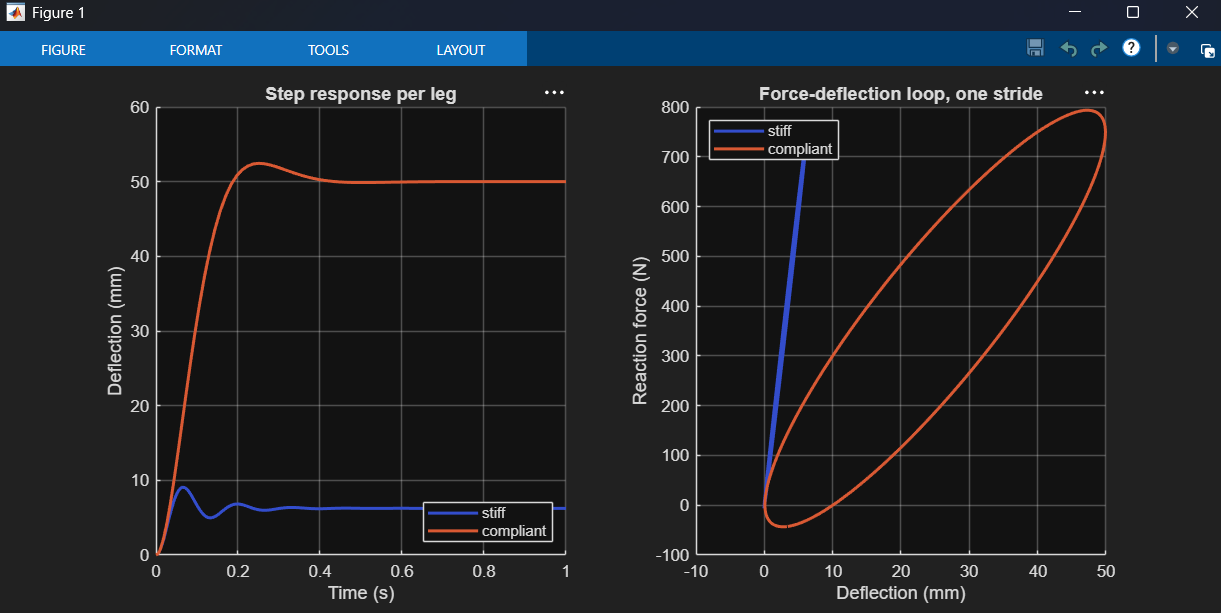 Figure 1
FIGURE FORMAT TOOLS LAYOUT
?
Step response per leg
60
50
40
30
20
10
0
Deflection (mm)
0 0.2 0.4 0.6 0.8 1
Time (s)
stiff
compliant
Force-deflection loop, one stride
800
700
600
500
400
300
200
100
0
-100
Reaction force (N)
-10 0 10 20 30 40 50
Deflection (mm)
stiff
compliant